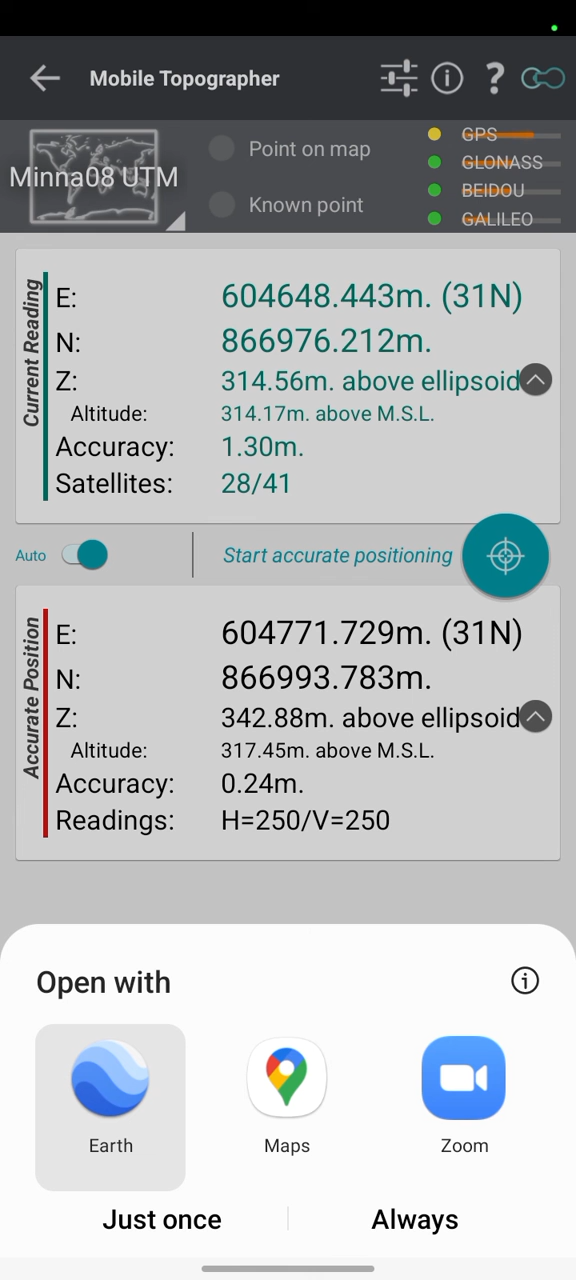 Mobile Topographer
?
Minna08 UTM
Point on map
Known point
GPS
GLONASS
BEIDOU
GALILEO
Current Reading
E: 604648.443m. (31N)
N: 866976.212m.
Z: 314.56m. above ellipsoid
Altitude: 314.17m. above M.S.L.
Accuracy: 1.30m.
Satellites: 28/41
Auto
Start accurate positioning
Accurate Position
E: 604771.729m. (31N)
N: 866993.783m.
Z: 342.88m. above ellipsoid
Altitude: 317.45m. above M.S.L.
Accuracy: 0.24m.
Readings: H=250/V=250
Open with
Earth
Maps
Zoom
Just once
Always